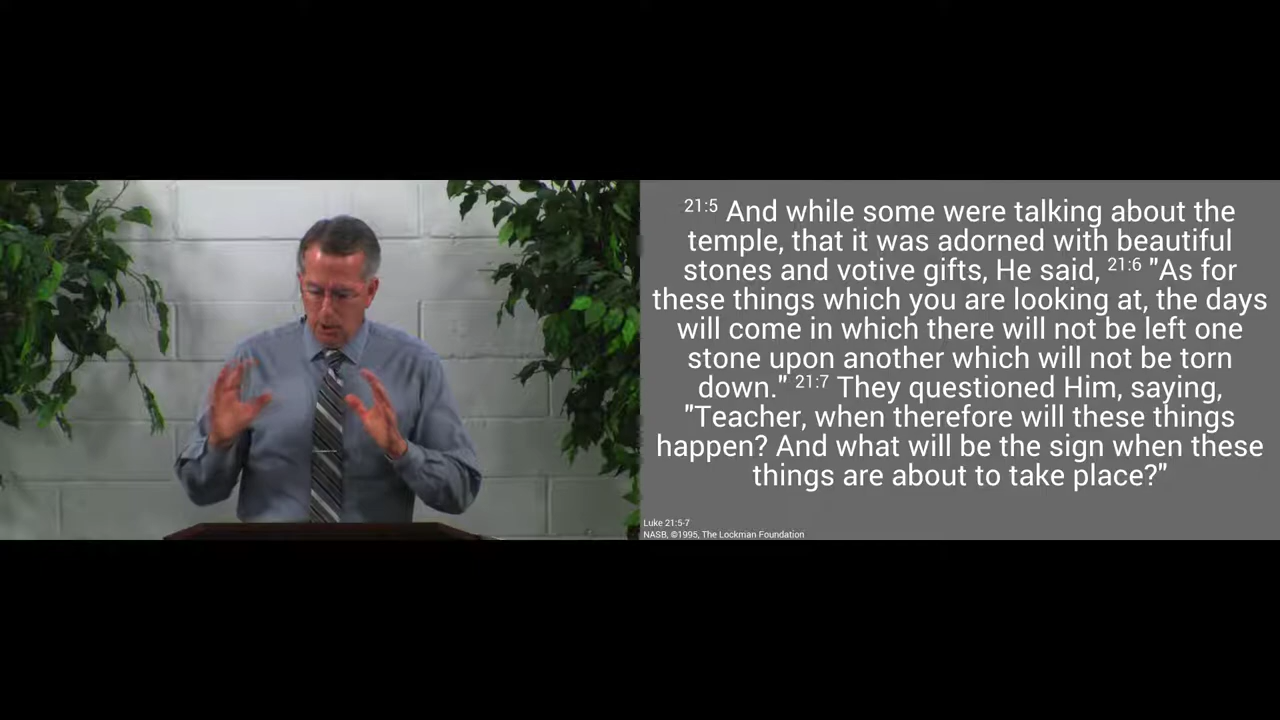 21:5 And while some were talking about the
temple, that it was adorned with beautiful
stones and votive gifts, He said, 21:6 "As for
these things which you are looking at, the days
will come in which there will not be left one
stone upon another which will not be torn
down." 21:7 They questioned Him, saying,
"Teacher, when therefore will these things
happen? And what will be the sign when these
things are about to take place?"
Luke 21:5-7
NASB, ©1995, The Lockman Foundation